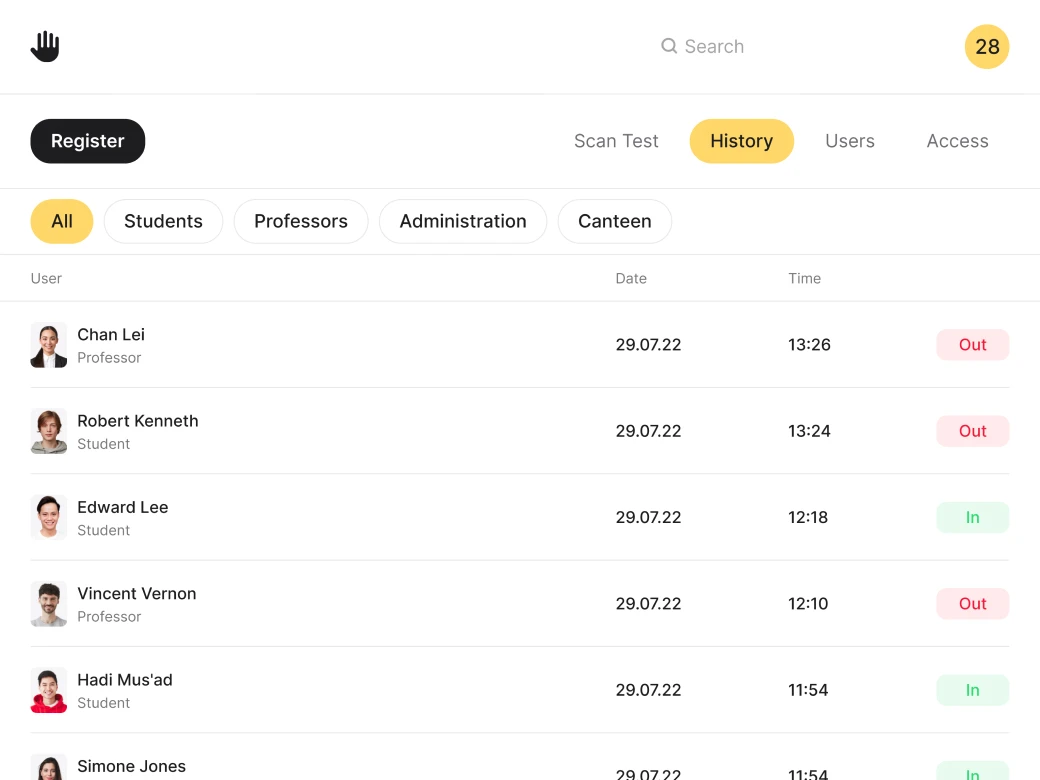 Search
28
Register
Scan Test
History
Users
Access
All
Students
Professors
Administration
Canteen
User
Date
Time
Chan Lei
Professor
29.07.22
13:26
Out
Robert Kenneth
Student
29.07.22
13:24
Out
Edward Lee
Student
29.07.22
12:18
In
Vincent Vernon
Professor
29.07.22
12:10
Out
Hadi Mus'ad
Student
29.07.22
11:54
In
Simone Jones
29.07.22
11:54
In